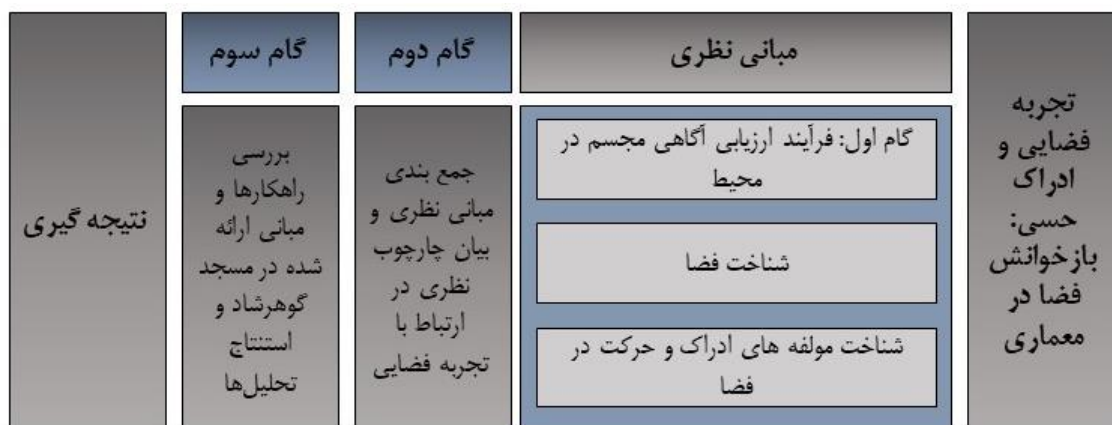 تجربه
فضایی و
ادراک
حسی:
بازخوانش
فضا در
معماری
مبانی نظری
گام اول: فرآیند ارزیابی آگاهی مجسم در
محیط
شناخت فضا
شناخت مولفه های ادراک و حرکت در
فضا
گام دوم
جمع بندی
مبانی نظری و
بیان چارچوب
نظری در
ارتباط با
تجربه فضایی
گام سوم
بررسی
راهکارها و
مبانی ارائه
شده در مسجد
گوهرشاد و
استنتاج
تحلیل‌ها
نتیجه گیری